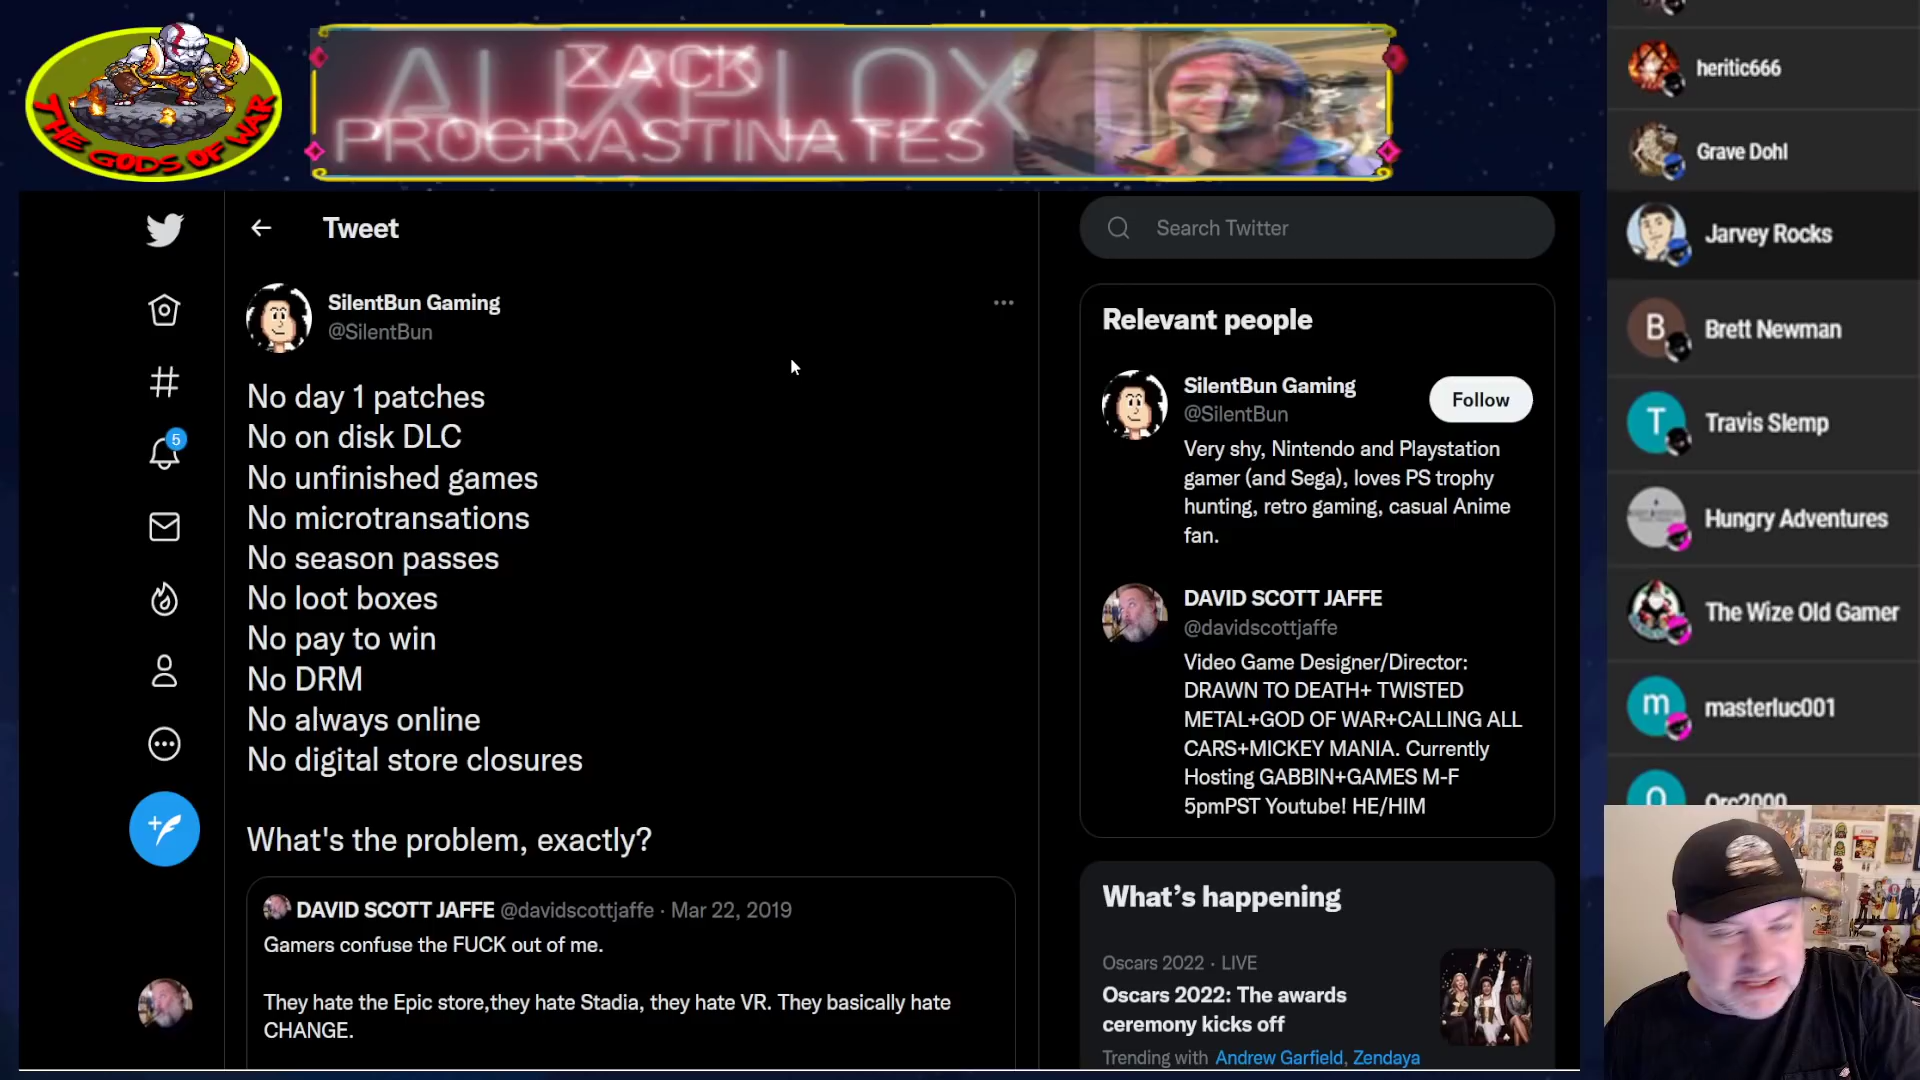 THE GODS OF WAR
ZACK
PROCRASTINATES
Tweet
SilentBun Gaming
@SilentBun
No day 1 patches
No on disk DLC
No unfinished games
No microtransations
No season passes
No loot boxes
No pay to win
No DRM
No always online
No digital store closures
What's the problem, exactly?
DAVID SCOTT JAFFE @davidscottjaffe · Mar 22, 2019
Gamers confuse the FUCK out of me.
They hate the Epic store,they hate Stadia, they hate VR. They basically hate
CHANGE.
5
Search Twitter
Relevant people
SilentBun Gaming
@SilentBun
Follow
Very shy, Nintendo and Playstation
gamer (and Sega), loves PS trophy
hunting, retro gaming, casual Anime
fan.
DAVID SCOTT JAFFE
@davidscottjaffe
Video Game Designer/Director:
DRAWN TO DEATH+ TWISTED
METAL+GOD OF WAR+CALLING ALL
CARS+MICKEY MANIA. Currently
Hosting GABBIN+GAMES M-F
5pmPST Youtube! HE/HIM
What's happening
Oscars 2022 · LIVE
Oscars 2022: The awards
ceremony kicks off
Trending with Andrew Garfield, Zendaya
heritic666
Grave Dohl
Jarvey Rocks
B
Brett Newman
T
Travis Slemp
Hungry Adventures
The Wize Old Gamer
m
masterluc001